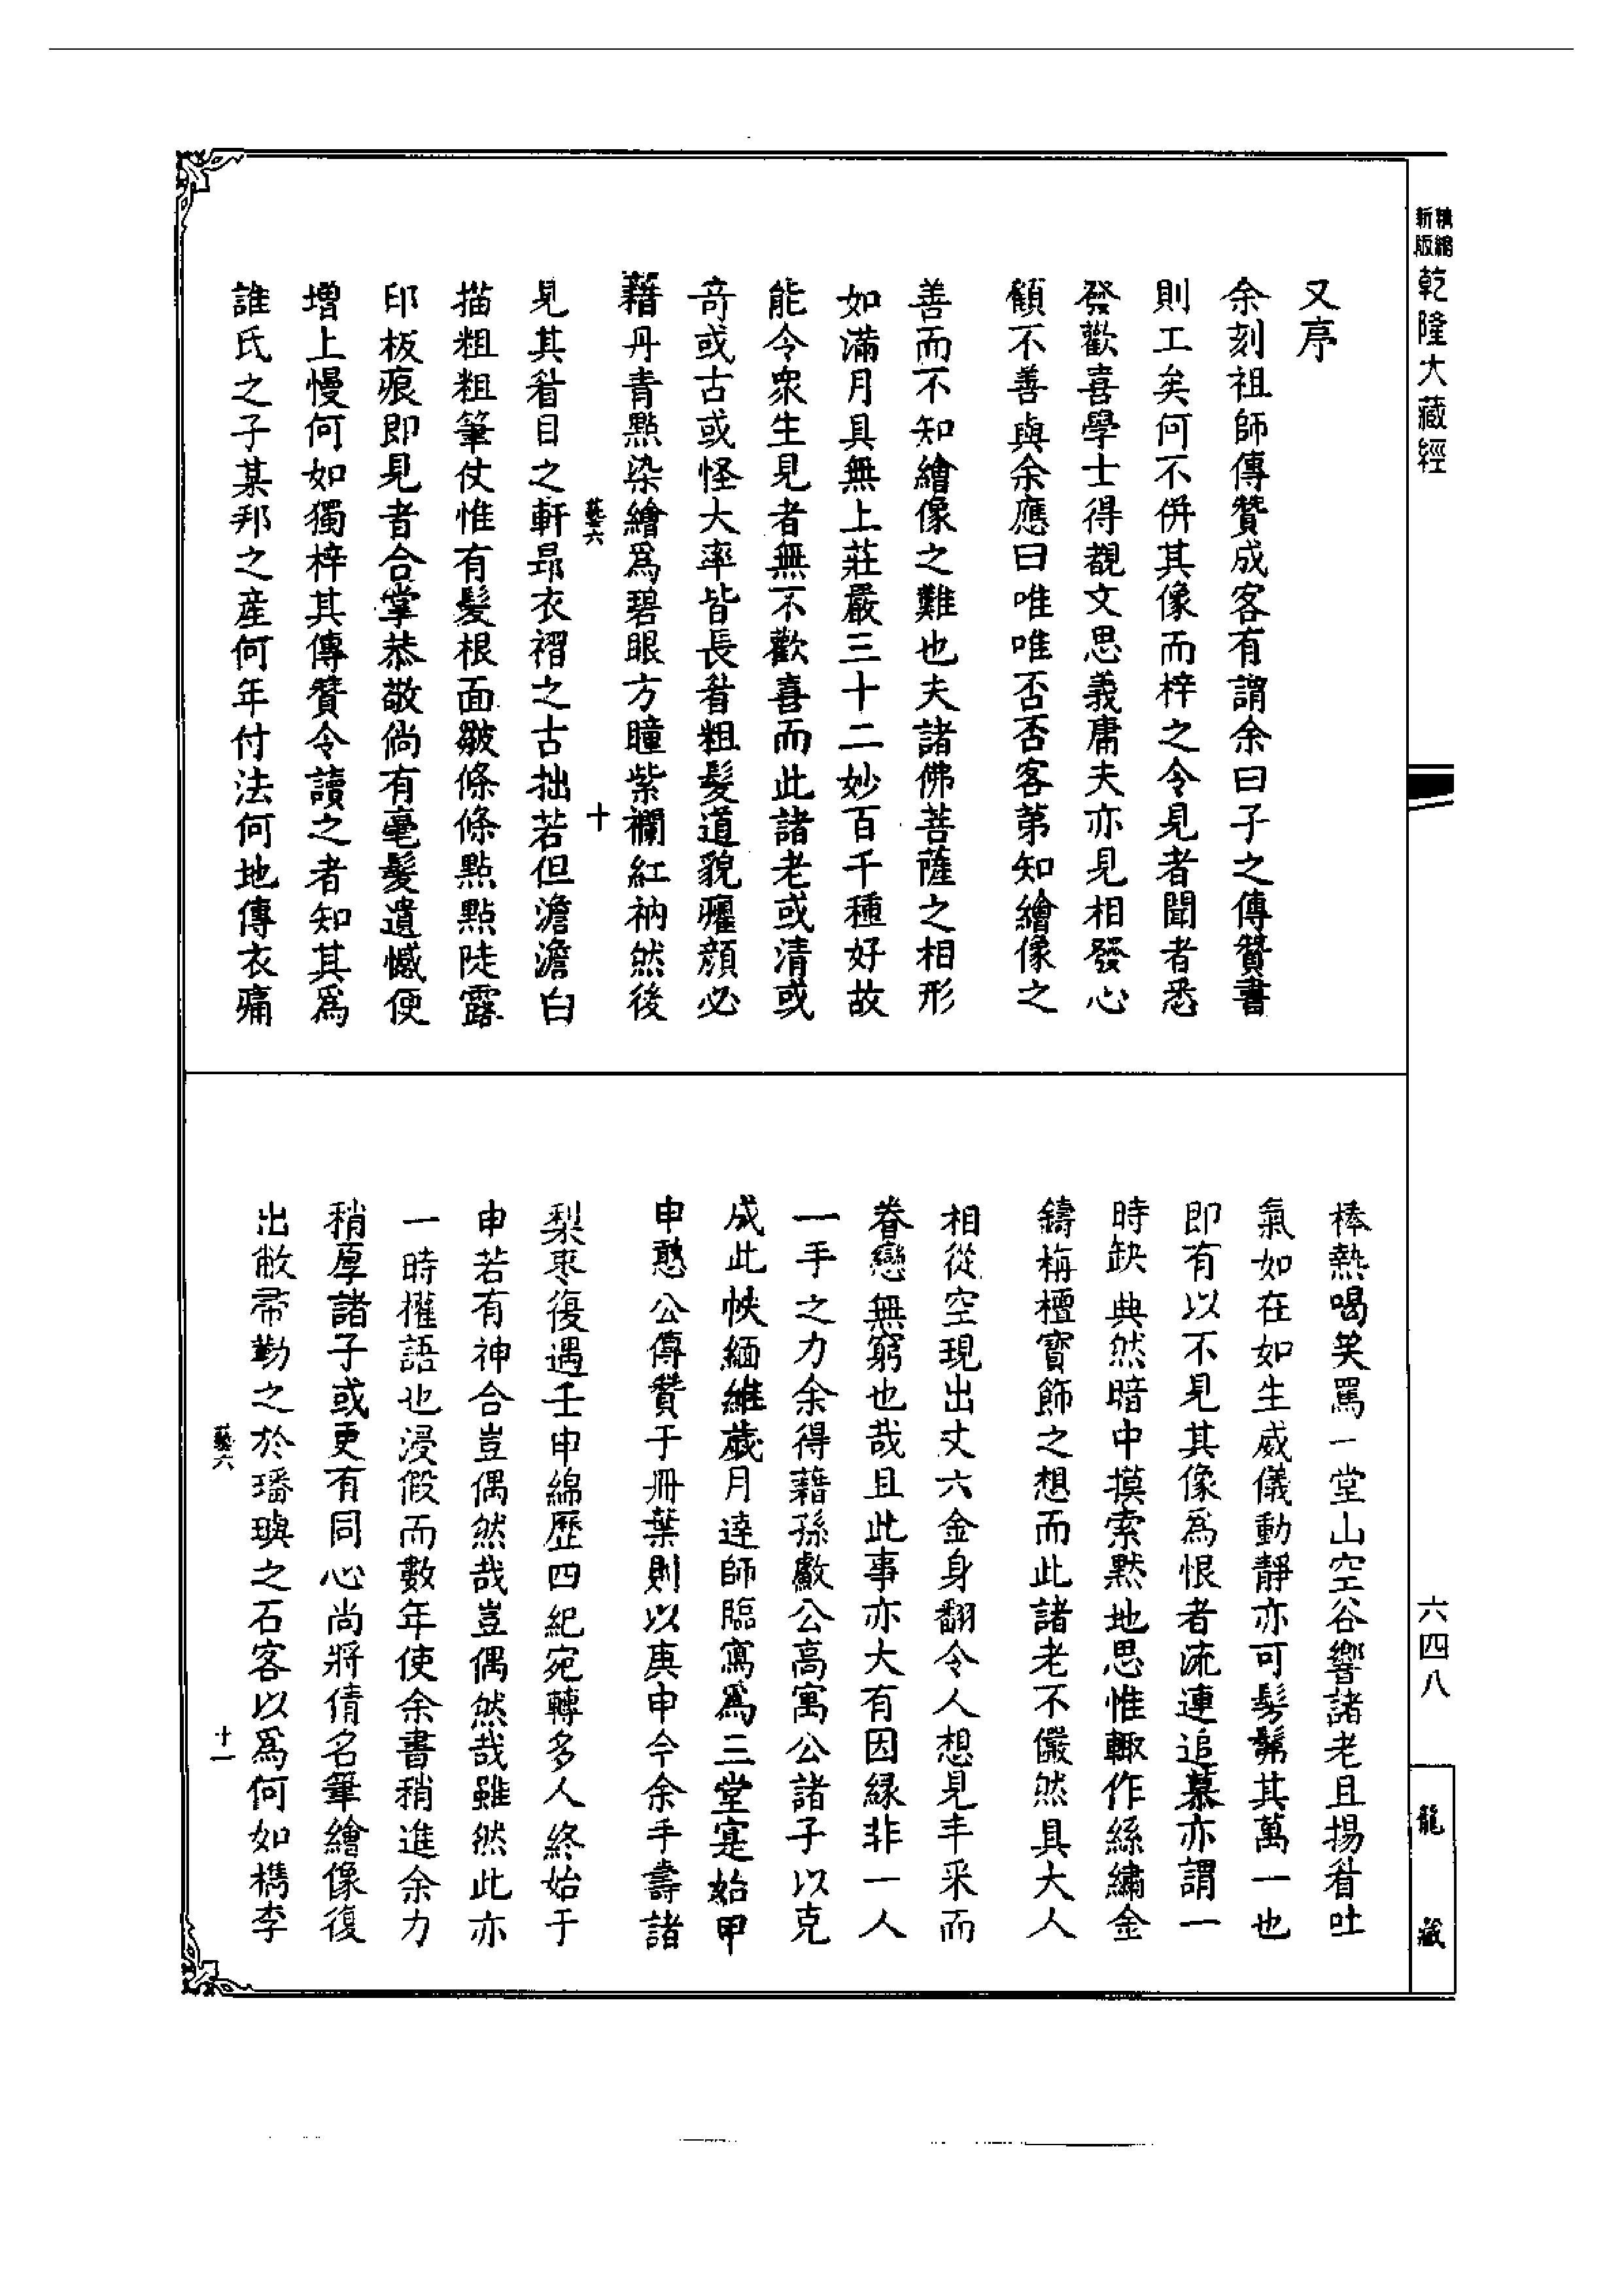 精縮新版乾隆大藏經
又序
余刻祖師傳贊成客有謂余曰子之傳贊書
則工矣何不併其像而梓之令見者聞者悉
發歡喜學士得覩文思義庸夫亦見相發心
顧不善與余應曰唯唯否否客第知繪像之
善而不知繪像之難也夫諸佛菩薩之相形
如滿月具無上莊嚴三十二妙百千種好故
能令衆生見者無不歡喜而此諸老或清或
奇或古或怪大率皆長眉粗髮道貌癯顏必
藉丹青點染繪爲碧眼方瞳紫襴紅衲然後
藝六
十
見其眉目之軒昂衣褶之古拙若但澹澹白
描粗粗筆仗惟有髮根面皺條條點點陡露
印板痕即見者合掌恭敬倘有毫髮遺憾便
增上慢何如獨梓其傳贊令讀之者知其爲
誰氏之子某邦之產何年付法何地傳衣痛
棒熱喝笑罵一堂山空谷響諸老且揚眉吐
氣如在如生威儀動靜亦可髣髴其萬一也
即有以不見其像爲恨者流連追慕亦謂一
時缺典然暗中摸索默地思惟輙作絲繡金
鑄栴檀寶飾之想而此諸老不儼然具大人
相從空現出丈六金身翻令人想見丰采而
眷戀無窮也哉且此事亦大有因緣非一人
一手之力余得藉孫獻公高寓公諸子以克
成此帙緬維歲月逹師臨寫爲三堂寔始甲
申憨公傳贊于册葉則以庚申今余手壽諸
梨棗復遇壬申綿歷四紀宛轉多人終始于
申若有神合豈偶然哉豈偶然哉雖然此亦
一時權語也浸假而數年使余書稍進余力
稍厚諸子或更有同心尚將倩名筆繪像復
出敝帚勒之於璠璵之石客以爲何如檇李
藝六
十一
六四八
龍藏